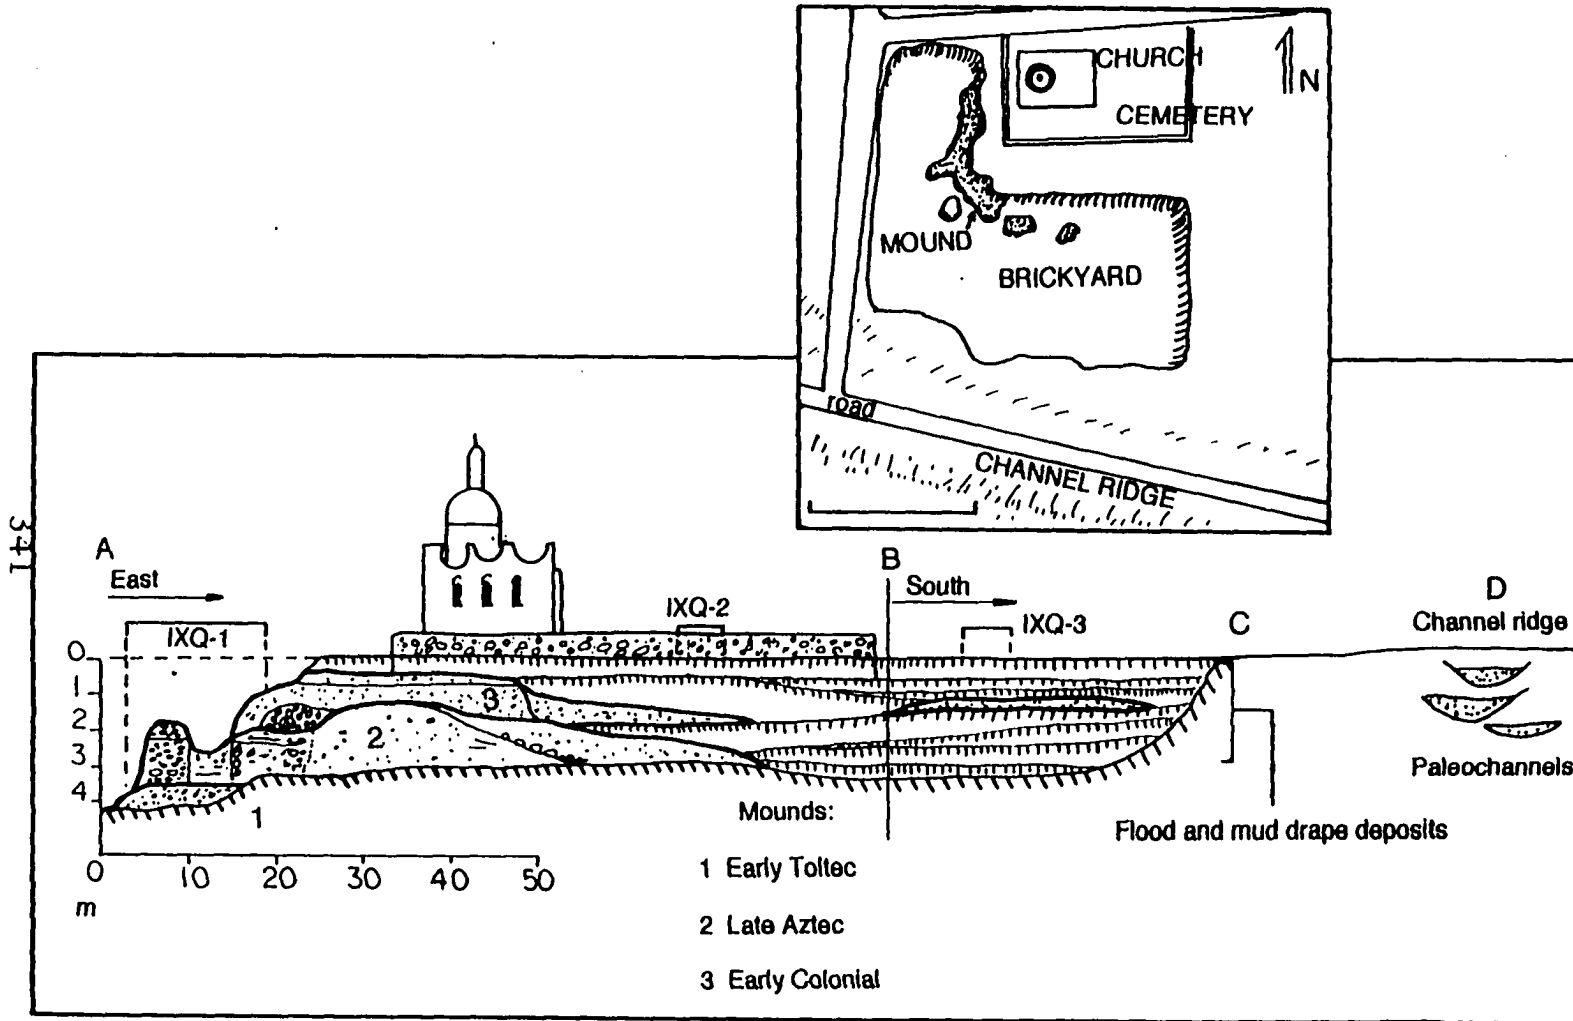 CHURCH
N
CEMETERY
MOUND
BRICKYARD
road
CHANNEL RIDGE
341
A
B
D
East
South
Channel ridge
IXQ-1
IXQ-2
IXQ-3
C
0
1
2
3
4
3
2
1
Paleochannels
Mounds:
Flood and mud drape deposits
0 10 20 30 40 50
m
1 Early Toltec
2 Late Aztec
3 Early Colonial